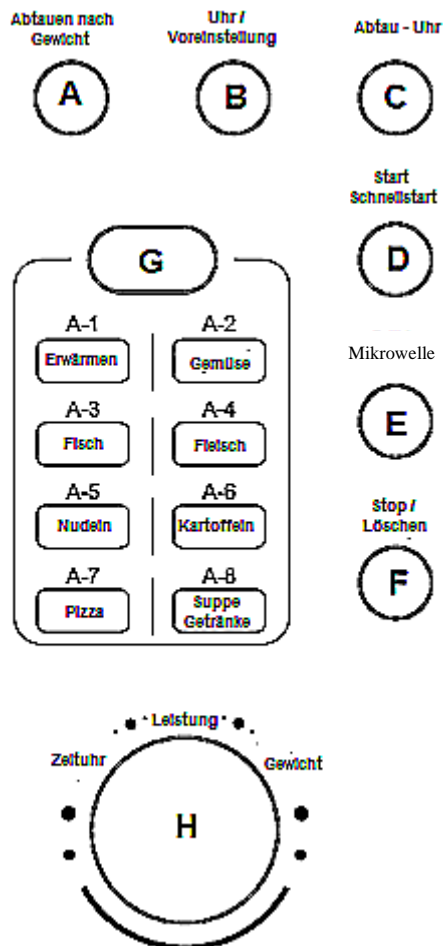 Abtauen nach
Gewicht
Uhr /
Voreinstellung
Abtau - Uhr
A
B
C
Start
Schnellstart
D
G
A-1
A-2
Erwärmen
Gemüse
Mikrowelle
A-3
A-4
Fisch
Fleisch
E
A-5
A-6
Nudeln
Kartoffeln
Stop /
Löschen
A-7
A-8
Pizza
Suppe
Getränke
F
Leistung
Zeituhr
Gewicht
H